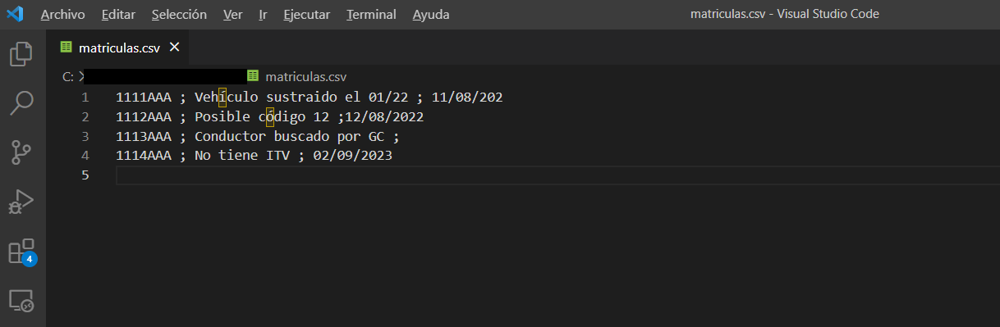 Archivo Editar Selección Ver Ir Ejecutar Terminal Ayuda matriculas.csv - Visual Studio Code
matriculas.csv
C: matriculas.csv
1 1111AAA ; Vehículo sustraido el 01/22 ; 11/08/202
2 1112AAA ; Posible código 12 ;12/08/2022
3 1113AAA ; Conductor buscado por GC ;
4 1114AAA ; No tiene ITV ; 02/09/2023
5
4